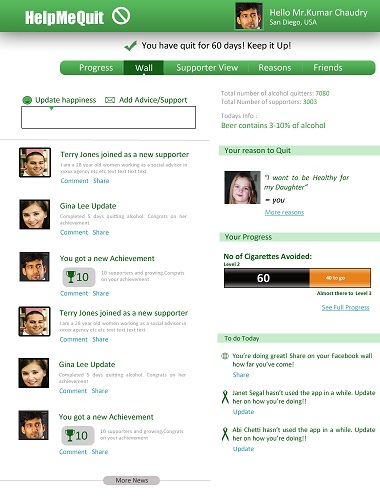 HelpMeQuit
Hello Mr.Kumar Chaudry
San Diego, USA
You have quit for 60 days! Keep it Up!
Progress Wall Supporter View Reasons Friends
Update happiness Add Advice/Support
Total number of alcohol quitters: 7080
Total Number of supporters: 3003
Todays Info :
Beer contains 3-10% of alcohol
Terry Jones joined as a new supporter
I am a 28 year old women working as a social advisor in
xxxx agency etc etc text text text text
Comment Share
Gina Lee Update
Completed 5 days quitting alcohol. Congrats on her
achievement
Comment Share
You got a new Achievement
10
10 supporters and growing.Congrats
on your achievement
Comment Share
Terry Jones joined as a new supporter
I am a 28 year old women working as a social advisor in
xxxx agency etc etc text text text text
Comment Share
Gina Lee Update
Completed 5 days quitting alcohol. Congrats on her
achievement
Comment Share
You got a new Achievement
10
10 supporters and growing.Congrats
on your achievement
Comment Share
More News
Your reason to Quit
"I want to be Healthy for
my Daughter"
= you
More reasons
Your Progress
No of Cigarettes Avoided:
Level 2
60
40 to go
Almost there to Level 3
See Full Progress
To do Today
You're doing great! Share on your Facebook wall
how far you've come!
Share
Janet Segal hasn't used the app in a while. Update
her on how you're doing!!
Update
Abi Chetti hasn't used the app in a while. Update
her on how you're doing!!
Update